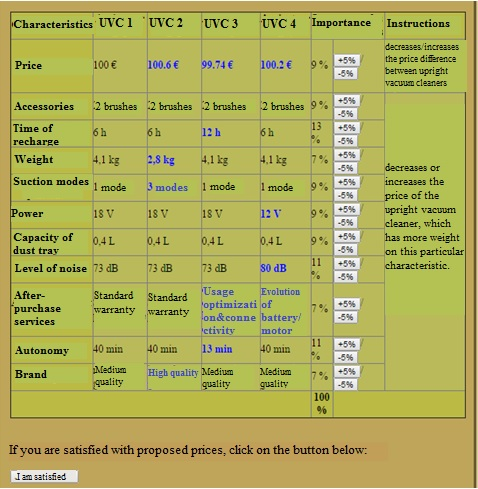 Characteristics UVC 1 UVC 2 UVC 3 UVC 4 Importance Instructions
Price 100 € 100.6 € 99.74 € 100.2 € 9 % +5% / -5% decreases/increases the price difference between upright vacuum cleaners
Accessories 2 brushes 2 brushes 2 brushes 2 brushes 9 % +5% / -5%
Time of recharge 6 h 6 h 12 h 6 h 13 % +5% / -5%
Weight 4,1 kg 2,8 kg 4,1 kg 4,1 kg 7 % +5% / -5%
Suction modes 1 mode 3 modes 1 mode 1 mode 9 % +5% / -5%
Power 18 V 18 V 18 V 12 V 9 % +5% / -5%
Capacity of dust tray 0,4 L 0,4 L 0,4 L 0,4 L 9 % +5% / -5%
Level of noise 73 dB 73 dB 73 dB 80 dB 11 % +5% / -5%
After-purchase services Standard warranty Standard warranty Usage optimization&connectivity Evolution of battery/motor 7 % +5% / -5%
Autonomy 40 min 40 min 13 min 40 min 11 % +5% / -5%
Brand Medium quality High quality Medium quality Medium quality 7 % +5% / -5%
decreases or
increases the
price of the
upright vacuum
cleaner, which
has more weight
on this particular
characteristic.
100 %
If you are satisfied with proposed prices, click on the button below:
I am satisfied